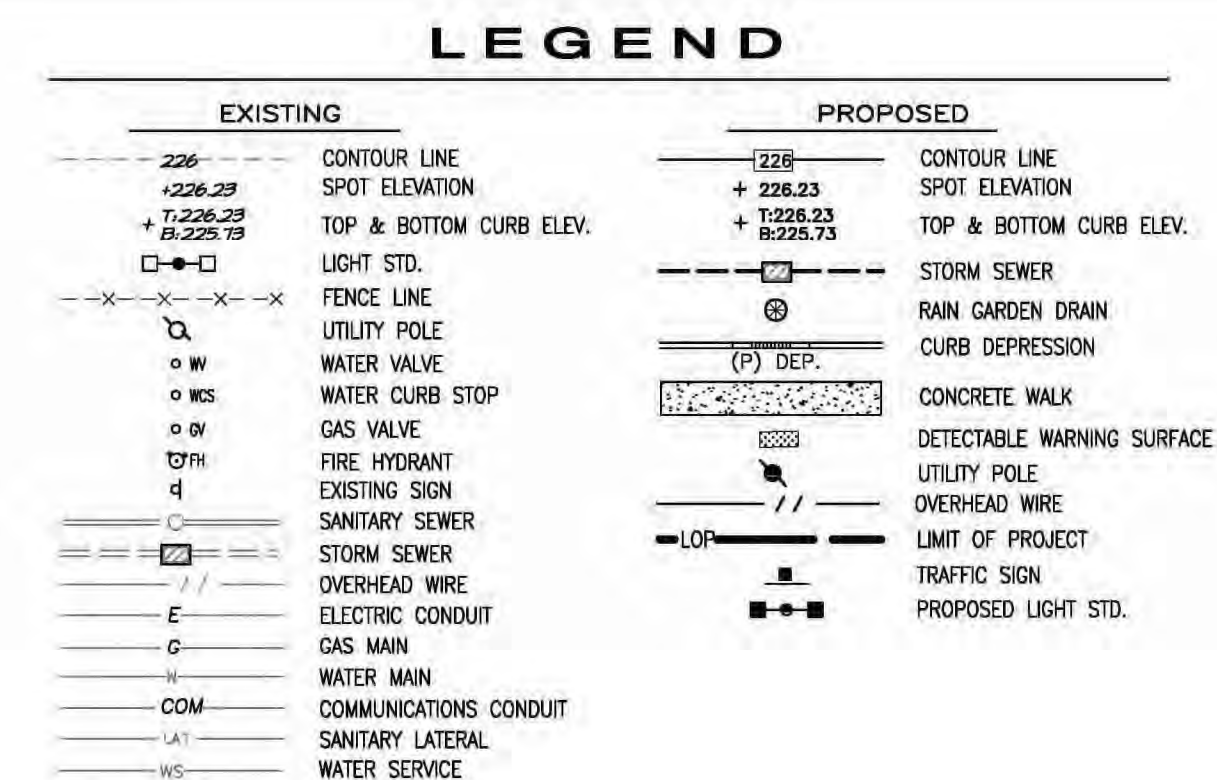 LEGEND
EXISTING
226 CONTOUR LINE
+226.23 SPOT ELEVATION
+ T:226.23
B:225.73 TOP & BOTTOM CURB ELEV.
LIGHT STD.
FENCE LINE
UTILITY POLE
WV WATER VALVE
WCS WATER CURB STOP
GV GAS VALVE
FH FIRE HYDRANT
EXISTING SIGN
SANITARY SEWER
STORM SEWER
OVERHEAD WIRE
E ELECTRIC CONDUIT
G GAS MAIN
W WATER MAIN
COM COMMUNICATIONS CONDUIT
LAT SANITARY LATERAL
WS WATER SERVICE
PROPOSED
226 CONTOUR LINE
+ 226.23 SPOT ELEVATION
+ T:226.23
B:225.73 TOP & BOTTOM CURB ELEV.
STORM SEWER
RAIN GARDEN DRAIN
(P) DEP. CURB DEPRESSION
CONCRETE WALK
DETECTABLE WARNING SURFACE
UTILITY POLE
OVERHEAD WIRE
LOP LIMIT OF PROJECT
TRAFFIC SIGN
PROPOSED LIGHT STD.